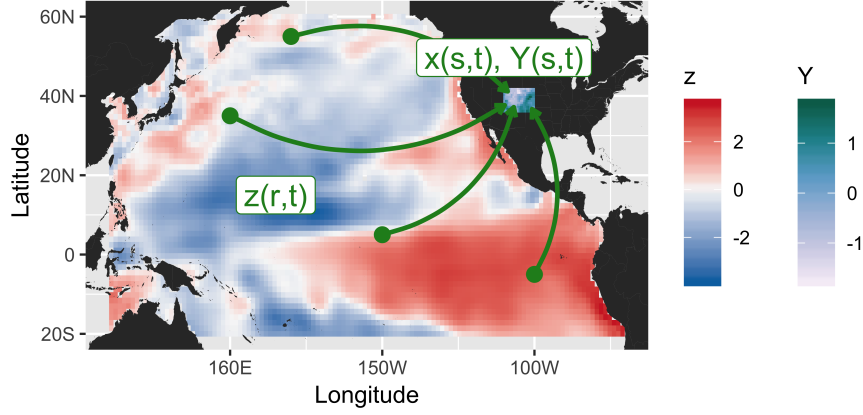 60N
40N
20N
0
20S
Latitude
160E
150W
100W
Longitude
x(s,t), Y(s,t)
z(r,t)
z
2
0
-2
Y
1
0
-1